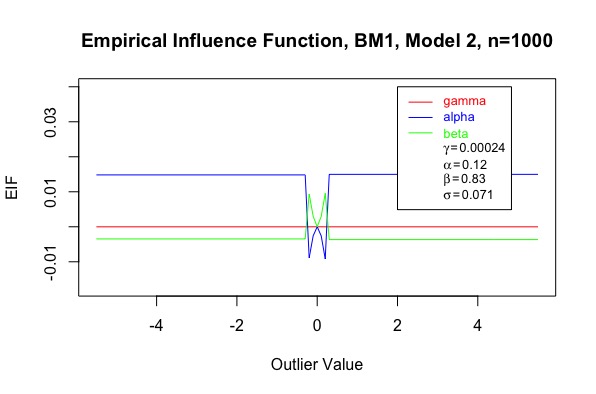 Empirical Influence Function, BM1, Model 2, n=1000
EIF
0.03
0.01
-0.01
gamma
alpha
beta
γ=0.00024
α=0.12
β=0.83
σ=0.071
-4 -2 0 2 4
Outlier Value